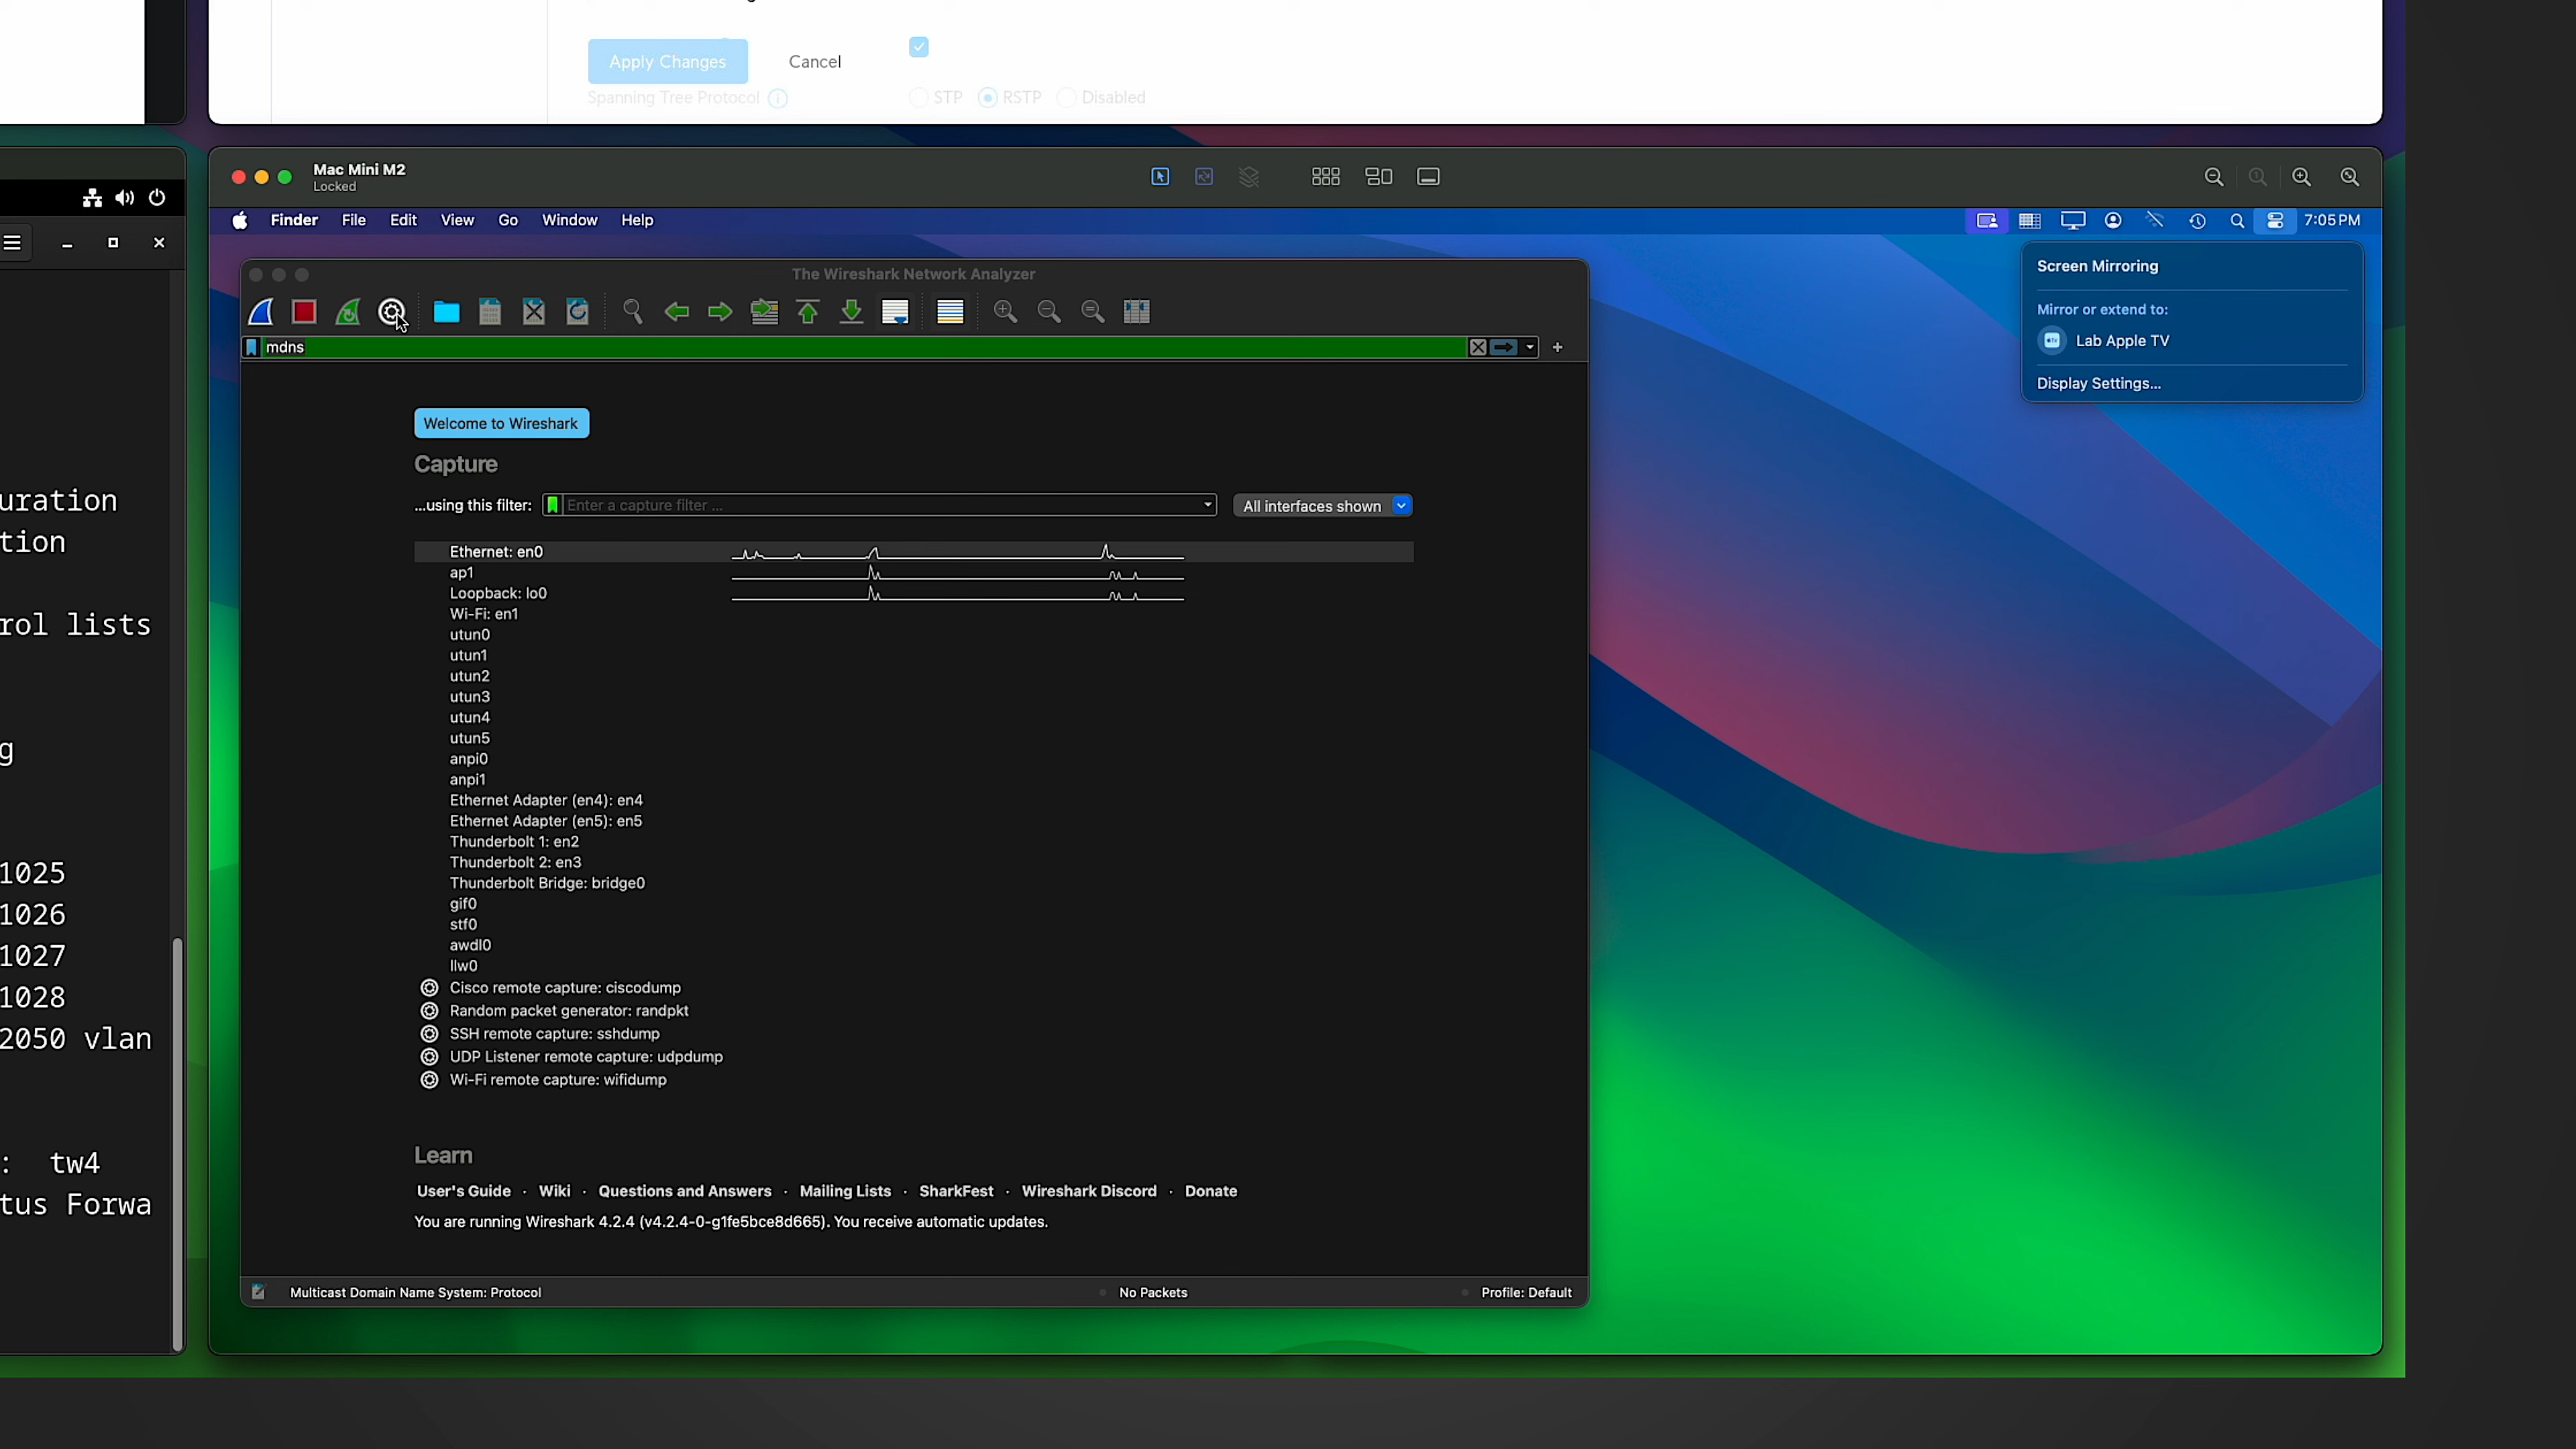 Apply Changes
Cancel
Spanning Tree Protocol
STP
RSTP
Disabled
uration
tion
rol lists
g
1025
1026
1027
1028
2050 vlan
: tw4
tus Forwa
Mac Mini M2
Locked
Finder File Edit View Go Window Help
7:05 PM
Screen Mirroring
Mirror or extend to:
Lab Apple TV
Display Settings...
The Wireshark Network Analyzer
mdns
Welcome to Wireshark
Capture
...using this filter:
Enter a capture filter ...
All interfaces shown
Ethernet: en0
ap1
Loopback: lo0
Wi-Fi: en1
utun0
utun1
utun2
utun3
utun4
utun5
anpi0
anpi1
Ethernet Adapter (en4): en4
Ethernet Adapter (en5): en5
Thunderbolt 1: en2
Thunderbolt 2: en3
Thunderbolt Bridge: bridge0
gif0
stf0
awdl0
llw0
Cisco remote capture: ciscodump
Random packet generator: randpkt
SSH remote capture: sshdump
UDP Listener remote capture: udpdump
Wi-Fi remote capture: wifidump
Learn
User's Guide · Wiki · Questions and Answers · Mailing Lists · SharkFest · Wireshark Discord · Donate
You are running Wireshark 4.2.4 (v4.2.4-0-g1fe5bce8d665). You receive automatic updates.
Multicast Domain Name System: Protocol
No Packets
Profile: Default